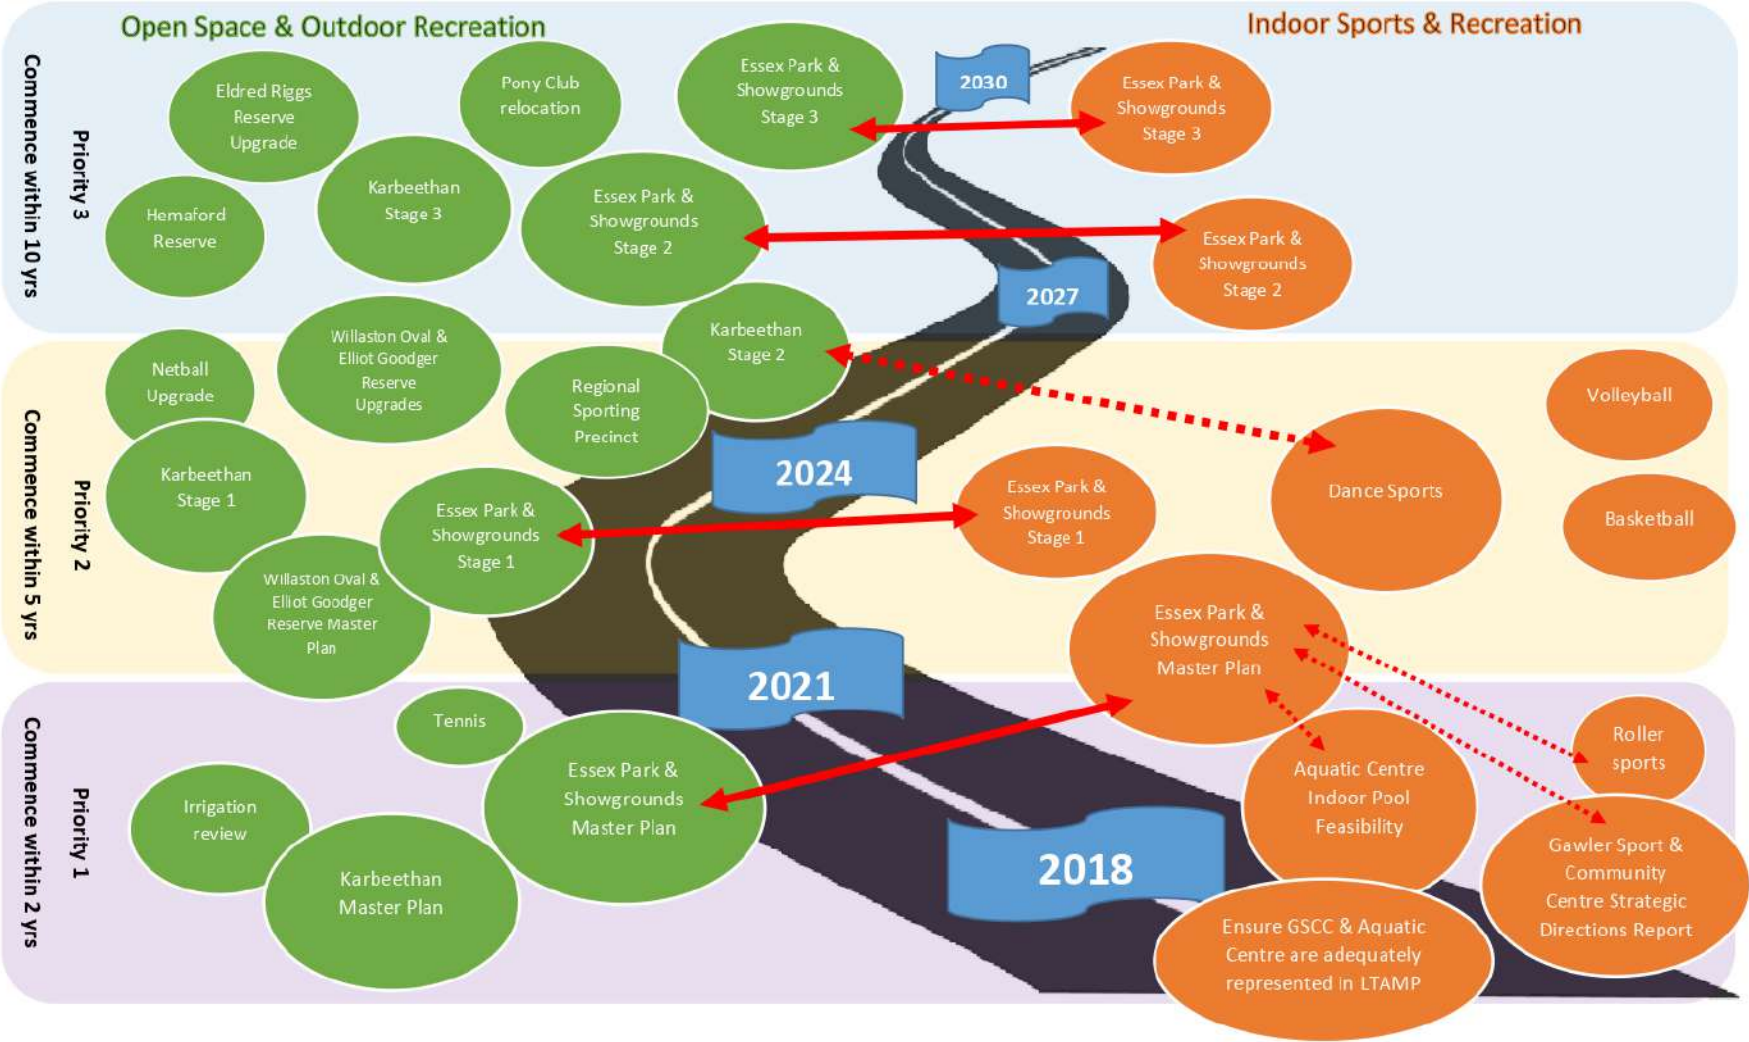 Open Space & Outdoor Recreation
Indoor Sports & Recreation
Commence within 10 yrs
Priority 3
Eldred Riggs
Reserve
Upgrade
Pony Club
relocation
Essex Park &
Showgrounds
Stage 3
2030
Essex Park &
Showgrounds
Stage 3
Hemaford
Reserve
Karbeethan
Stage 3
Essex Park &
Showgrounds
Stage 2
Essex Park &
Showgrounds
Stage 2
2027
Commence within 5 yrs
Priority 2
Netball
Upgrade
Willaston Oval &
Elliot Goodger
Reserve
Upgrades
Regional
Sporting
Precinct
Karbeethan
Stage 2
Volleyball
Karbeethan
Stage 1
Essex Park &
Showgrounds
Stage 1
2024
Essex Park &
Showgrounds
Stage 1
Dance Sports
Basketball
Willaston Oval &
Elliot Goodger
Reserve Master
Plan
Essex Park &
Showgrounds
Master Plan
2021
Commence within 2 yrs
Priority 1
Tennis
Irrigation
review
Essex Park &
Showgrounds
Master Plan
Karbeethan
Master Plan
Aquatic Centre
Indoor Pool
Feasibility
Roller
sports
2018
Gawler Sport &
Community
Centre Strategic
Directions Report
Ensure GSCC & Aquatic
Centre are adequately
represented in LTAMP